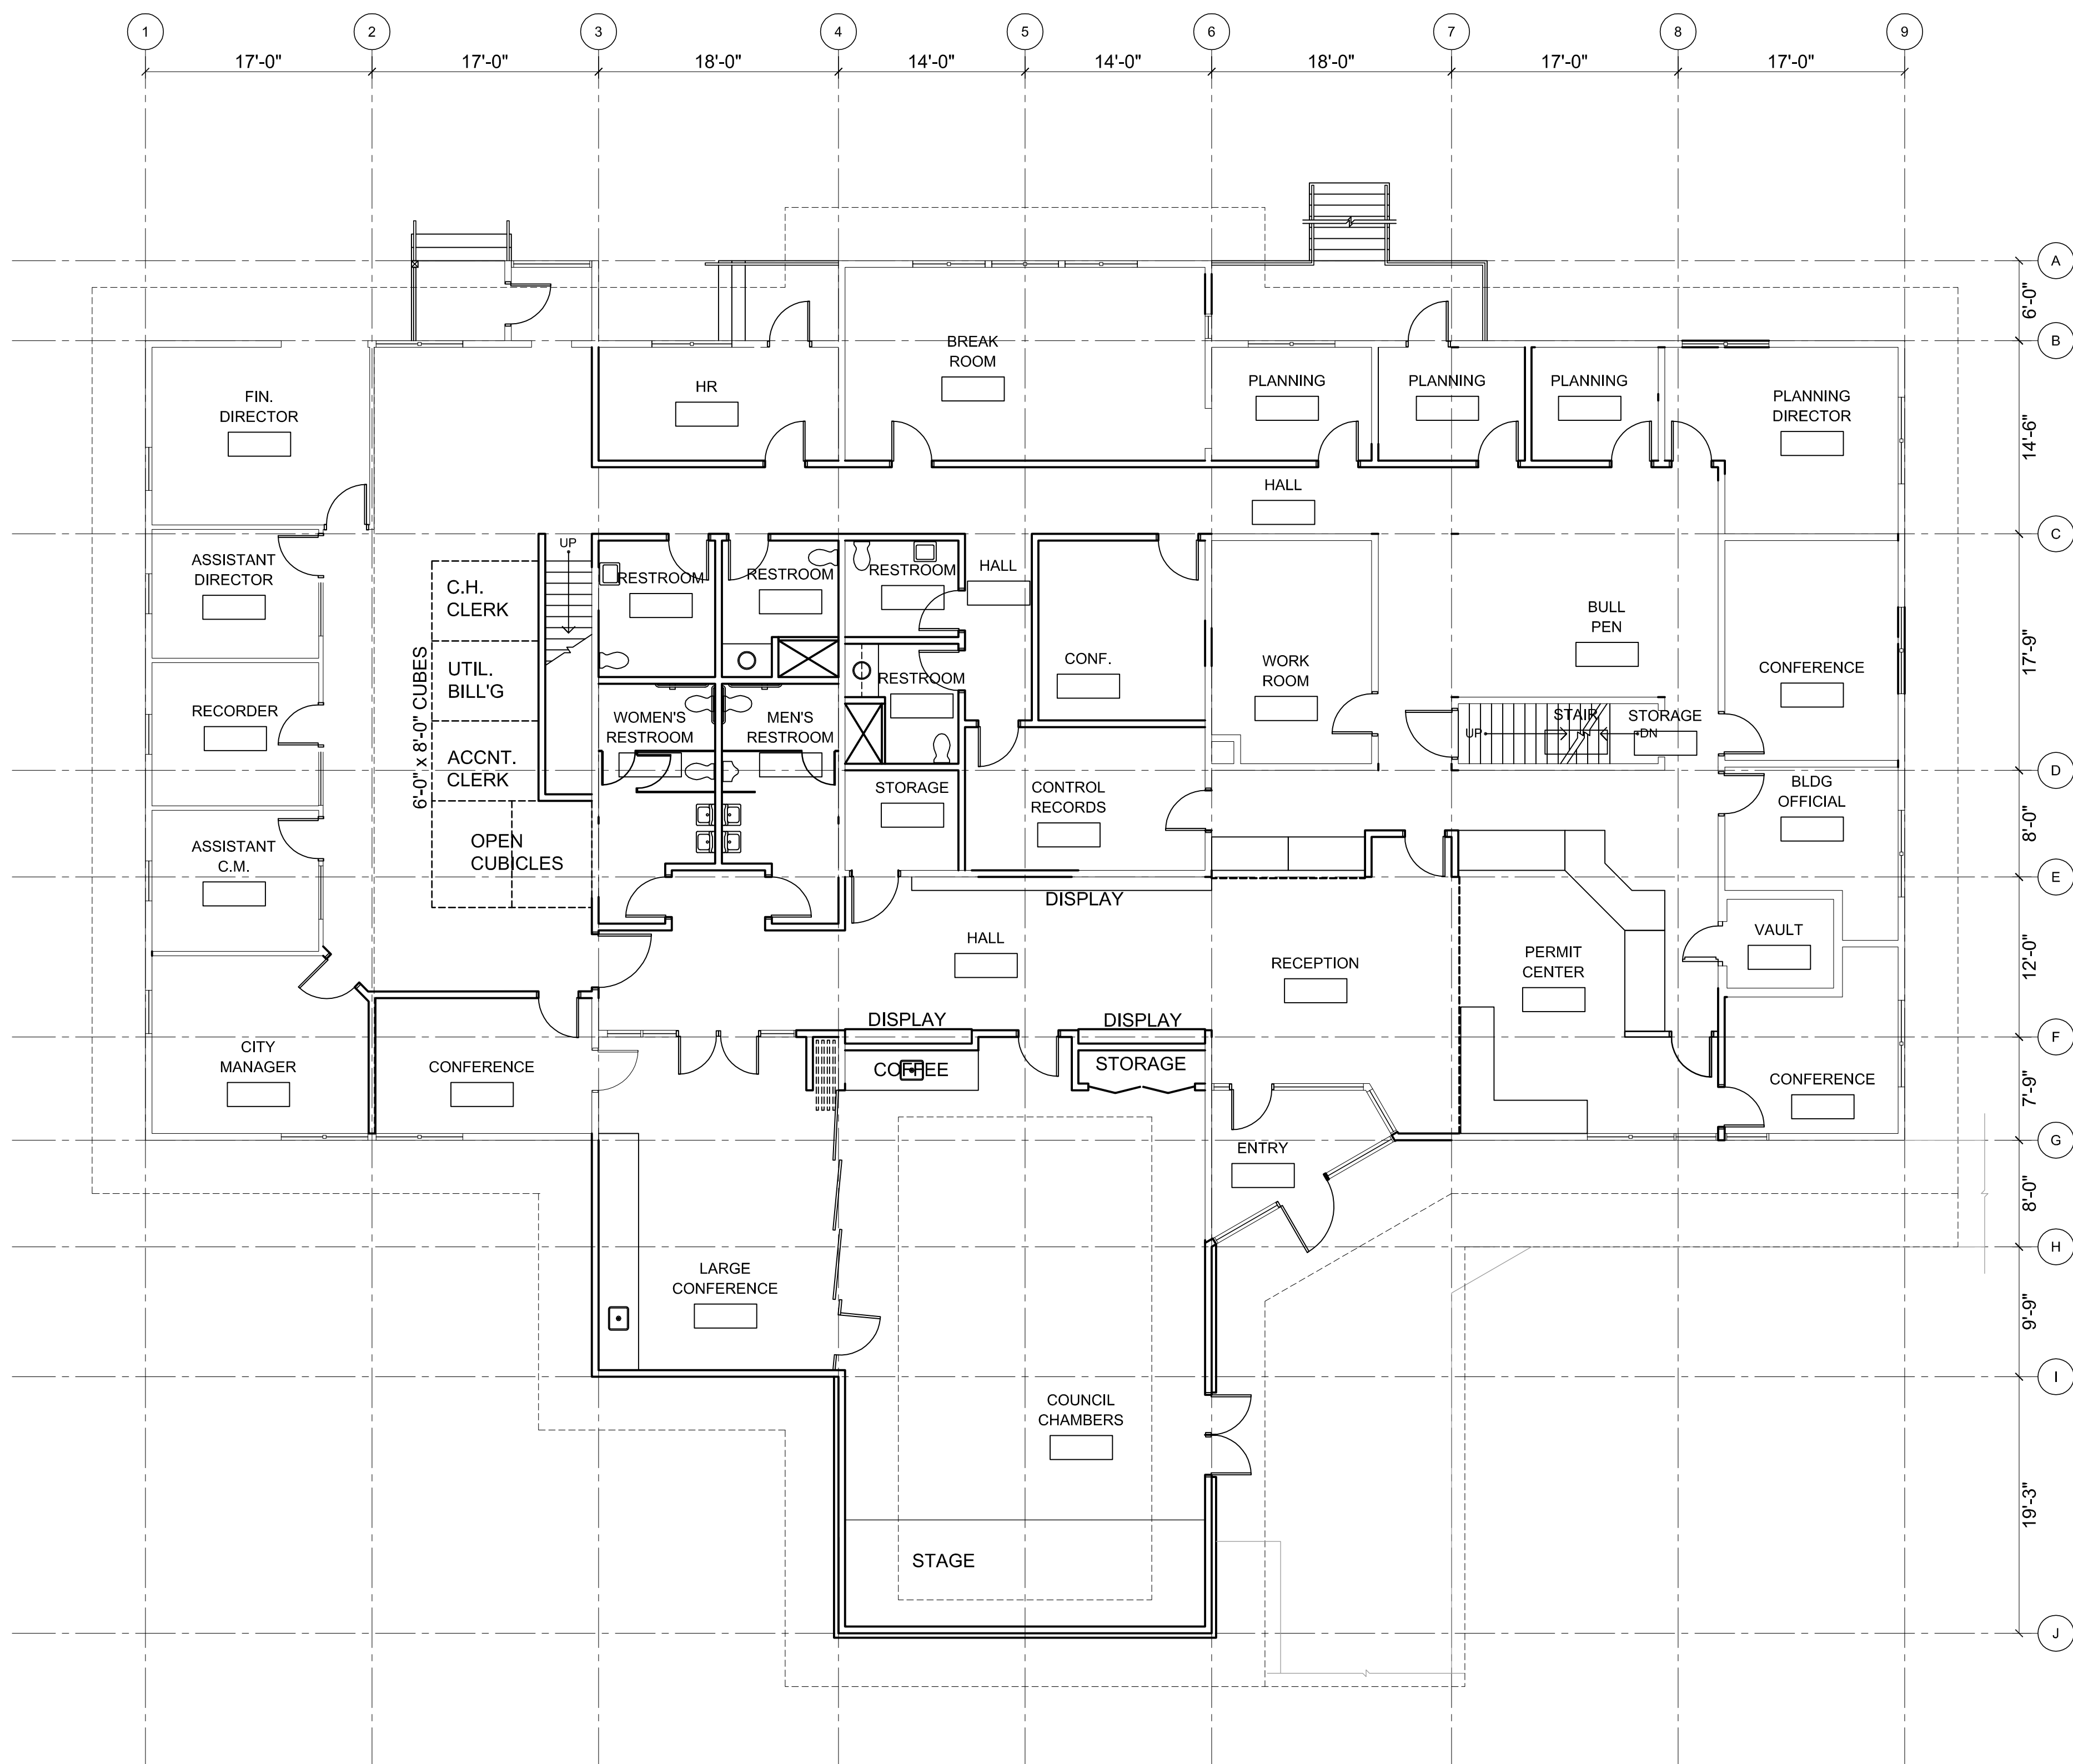 1 2 3 4 5 6 7 8 9
17'-0" 17'-0" 18'-0" 14'-0" 14'-0" 18'-0" 17'-0" 17'-0"
A
6'-0"
B
14'-6"
C
17'-9"
D
8'-0"
E
12'-0"
F
7'-9"
G
8'-0"
H
9'-9"
I
19'-3"
J
FIN.
DIRECTOR
HR
BREAK
ROOM
PLANNING
PLANNING
PLANNING
PLANNING
DIRECTOR
HALL
ASSISTANT
DIRECTOR
C.H.
CLERK
UP
RESTROOM
RESTROOM
RESTROOM
HALL
BULL
PEN
6'-0" x 8'-0" CUBES
UTIL.
BILL'G
RESTROOM
CONF.
WORK
ROOM
CONFERENCE
RECORDER
WOMEN'S
RESTROOM
MEN'S
RESTROOM
STAIR
UP
DN
STORAGE
ACCNT.
CLERK
STORAGE
CONTROL
RECORDS
BLDG
OFFICIAL
ASSISTANT
C.M.
OPEN
CUBICLES
DISPLAY
HALL
RECEPTION
PERMIT
CENTER
VAULT
DISPLAY
DISPLAY
CITY
MANAGER
CONFERENCE
COFFEE
STORAGE
CONFERENCE
ENTRY
LARGE
CONFERENCE
COUNCIL
CHAMBERS
STAGE